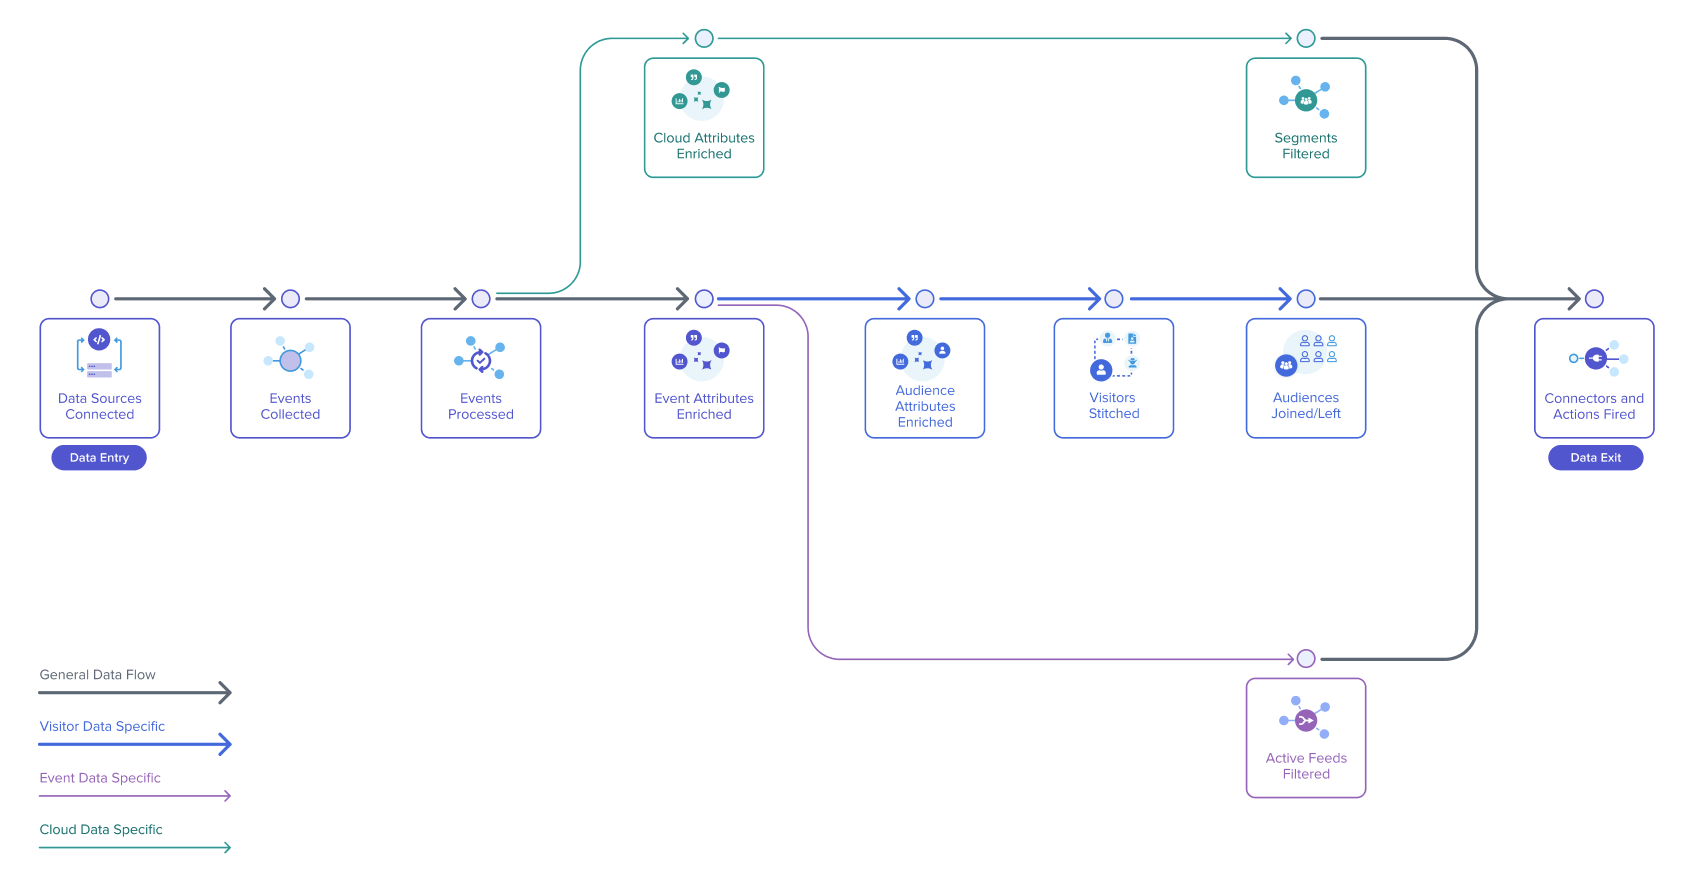 Cloud Attributes
Enriched
Segments
Filtered
Data Sources
Connected
Data Entry
Events
Collected
Events
Processed
Event Attributes
Enriched
Audience
Attributes
Enriched
Visitors
Stitched
Audiences
Joined/Left
Connectors and
Actions Fired
Data Exit
Active Feeds
Filtered
General Data Flow
Visitor Data Specific
Event Data Specific
Cloud Data Specific